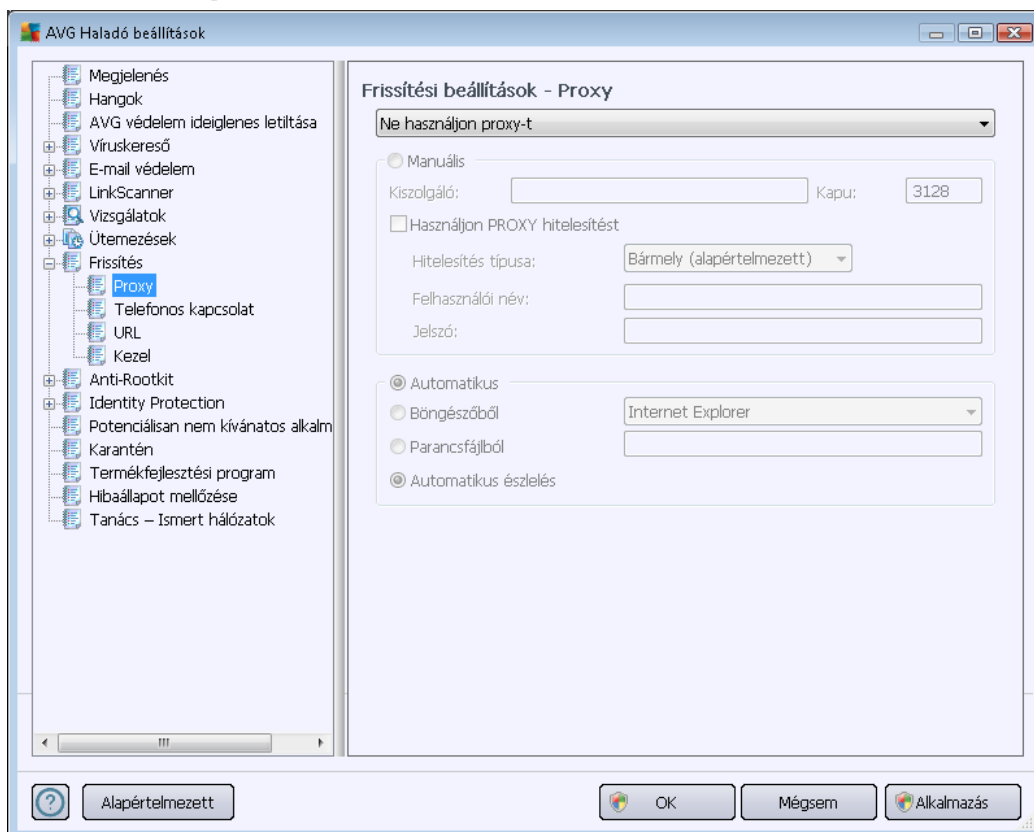 AVG Haladó beállítások
Megjelenés
Hangok
AVG védelem ideiglenes letiltása
Víruskereső
E-mail védelem
LinkScanner
Vizsgálatok
Ütemezések
Frissítés
Proxy
Telefonos kapcsolat
URL
Kezel
Anti-Rootkit
Identity Protection
Potenciálisan nem kívánatos alkalm
Karantén
Termékfejlesztési program
Hibaállapot mellőzése
Tanács – Ismert hálózatok
Frissítési beállítások - Proxy
Ne használjon proxy-t
Manuális
Kiszolgáló: Kapu: 3128
Használjon PROXY hitelesítést
Hitelesítés típusa: Bármely (alapértelmezett)
Felhasználói név:
Jelszó:
Automatikus
Böngészőből Internet Explorer
Parancsfájlból
Automatikus észlelés
Alapértelmezett OK Mégsem Alkalmazás